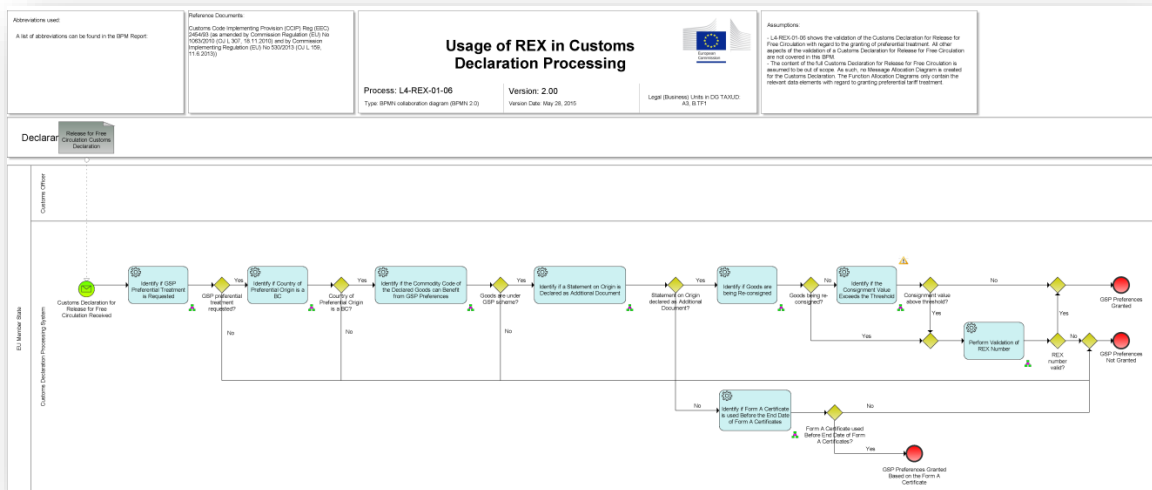 Abbreviations used:
A list of abbreviations can be found in the BPM Report.
Reference Documents:
Customs Code Implementing Provision (CCIP) Reg (EEC)
2454/93 (as amended by Commission Regulation (EU) No
1063/2010 (OJ L 307, 18.11.2010) and by Commission
Implementing Regulation (EU) No 530/2013 (OJ L 159,
11.6.2013))
Usage of REX in Customs
Declaration Processing
European
Commission
Process: L4-REX-01-06
Version: 2.00
Type: BPMN collaboration diagram (BPMN 2.0)
Version Date: May 28, 2015
Legal (Business) Units in DG TAXUD:
A3, B.TF1
Assumptions:
- L4-REX-01-06 shows the validation of the Customs Declaration for Release for
Free Circulation with regard to the granting of preferential treatment. All other
aspects of the validation of a Customs Declaration for Release for Free Circulation
are not covered in this BPM.
- The content of the full Customs Declaration for Release for Free Circulation is
assumed to be out of scope. As such, no Message Allocation Diagram is created
for the Customs Declaration. The Function Allocation Diagrams only contain the
relevant data elements with regard to granting preferential tariff treatment.
Declarar
Release for Free
Circulation Customs
Declaration
EU Member State
Customs Officer
Customs Declaration Processing System
Customs Declaration for
Release for Free
Circulation Received
Identify if GSP
Preferential Treatment
is Requested
GSP preferential
treatment
requested?
Yes
No
Identify if Country of
Preferential Origin is a
BC
Country of
Preferential Origin
is a BC?
Yes
No
Identify if the Commodity Code of
the Declared Goods can Benefit
from GSP Preferences
Goods are under
GSP scheme?
Yes
No
Identify if a Statement on Origin is
Declared as Additional Document
Statement on Origin
declared as Additional
Document?
Yes
No
Identify if Goods are
being Re-consigned
Goods being re-
consigned?
No
Yes
Identify if the
Consignment Value
Exceeds the Threshold
Consignment value
above threshold?
No
Yes
Perform Validation of
REX Number
REX
number
valid?
Yes
No
GSP Preferences
Granted
GSP Preferences
Not Granted
Identify if Form A Certificate
is used Before the End Date
of Form A Certificates
Form A Certificate used
Before End Date of Form
A Certificates?
No
Yes
GSP Preferences Granted
Based on the Form A
Certificate